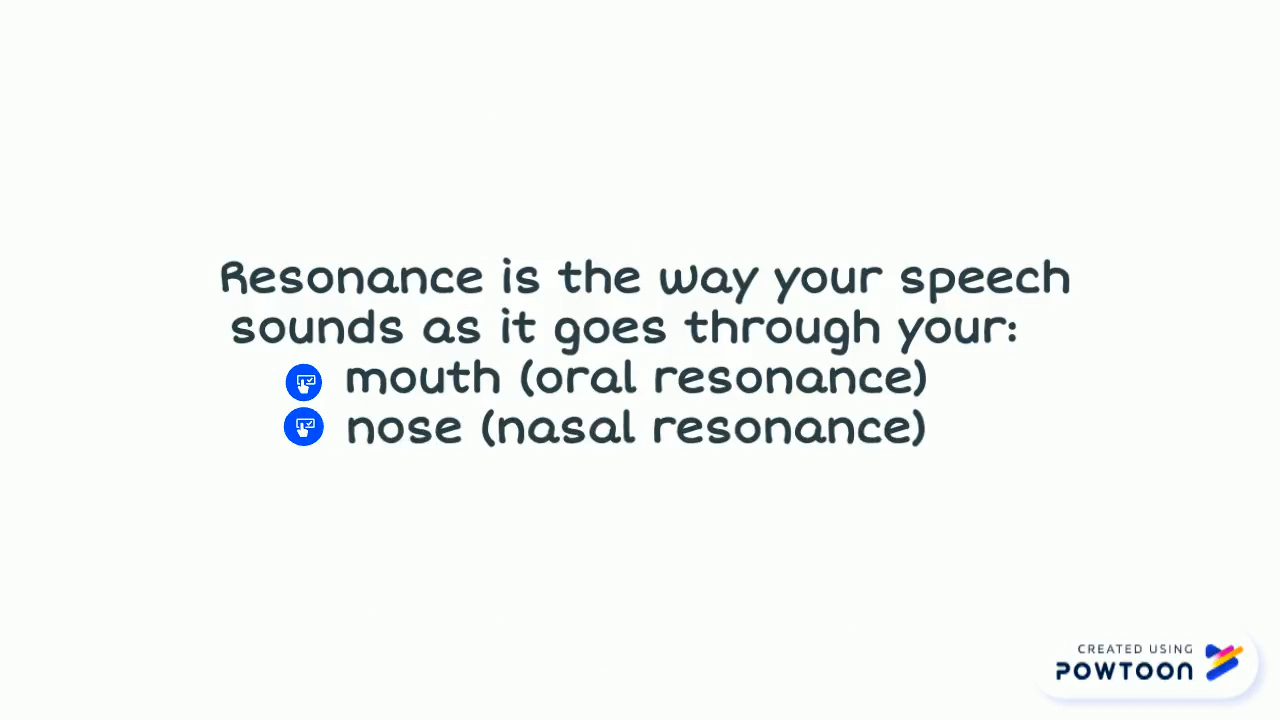 Resonance is the way your speech
sounds as it goes through your:
mouth (oral resonance)
nose (nasal resonance)
CREATED USING
POWTOON